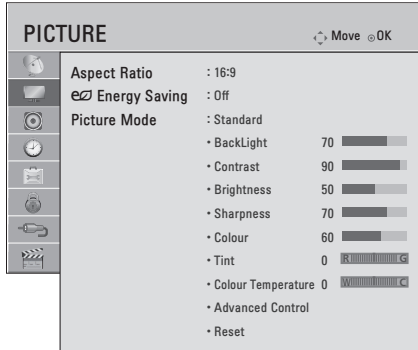 PICTURE
Move OK
Aspect Ratio : 16:9
Energy Saving : Off
Picture Mode : Standard
• BackLight 70
• Contrast 90
• Brightness 50
• Sharpness 70
• Colour 60
• Tint 0 R G
• Colour Temperature 0 W C
• Advanced Control
• Reset